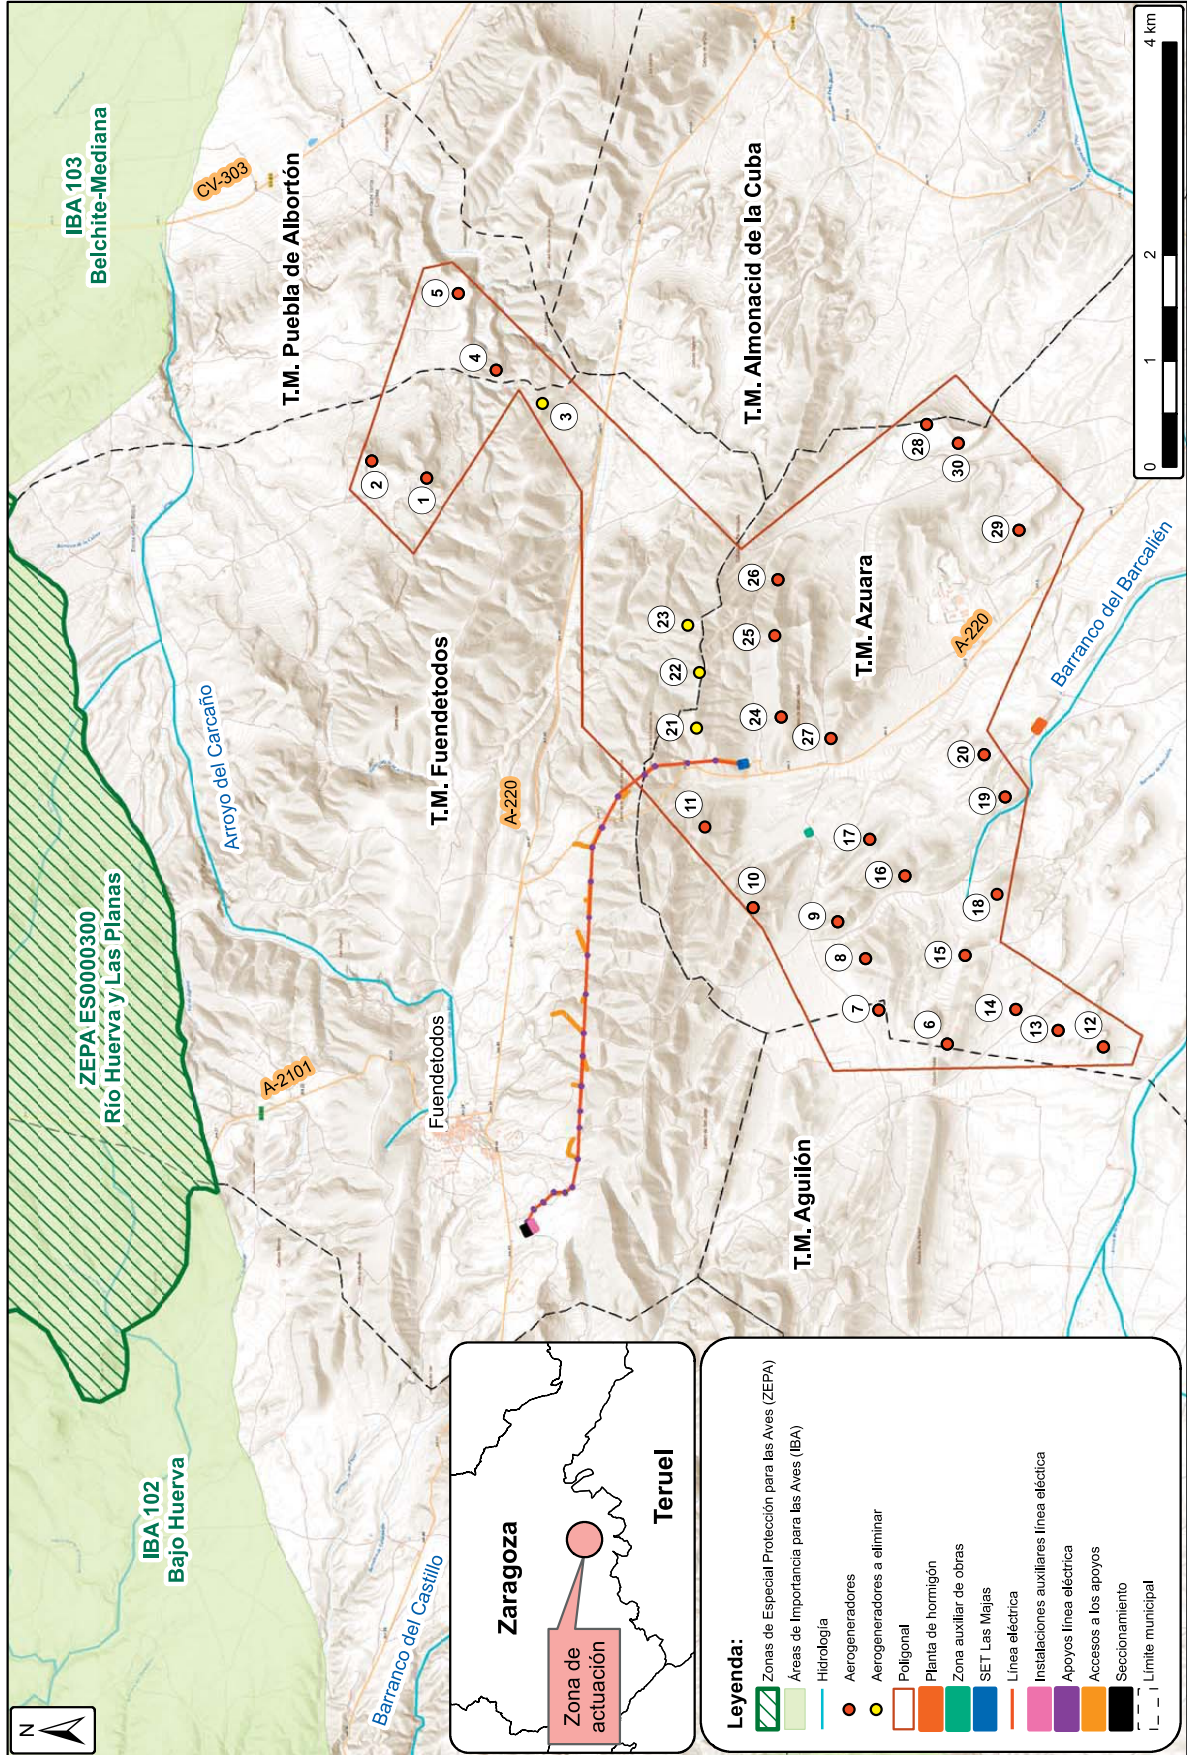 N
IBA 102
Bajo Huerva
ZEPA ES0000300
Río Huerva y Las Planas
IBA 103
Belchite-Mediana
CV-303
Arroyo del Carcaño
A-2101
T.M. Puebla de Albortón
Barranco del Castillo
Fuendetodos
T.M. Fuendetodos
A-220
T.M. Almonacid de la Cuba
T.M. Aguilón
T.M. Azuara
A-220
Barranco del Barcalién
1
2
3
4
5
6
7
8
9
10
11
12
13
14
15
16
17
18
19
20
21
22
23
24
25
26
27
28
29
30
Zaragoza
Teruel
Zona de
actuación
Leyenda:
Zonas de Especial Protección para las Aves (ZEPA)
Áreas de Importancia para las Aves (IBA)
Hidrología
Aerogeneradores
Aerogeneradores a eliminar
Poligonal
Planta de hormigón
Zona auxiliar de obras
SET Las Majas
Línea eléctrica
Instalaciones auxiliares línea eléctica
Apoyos línea eléctrica
Accesos a los apoyos
Seccionamiento
Límite municipal
0 1 2 4 km